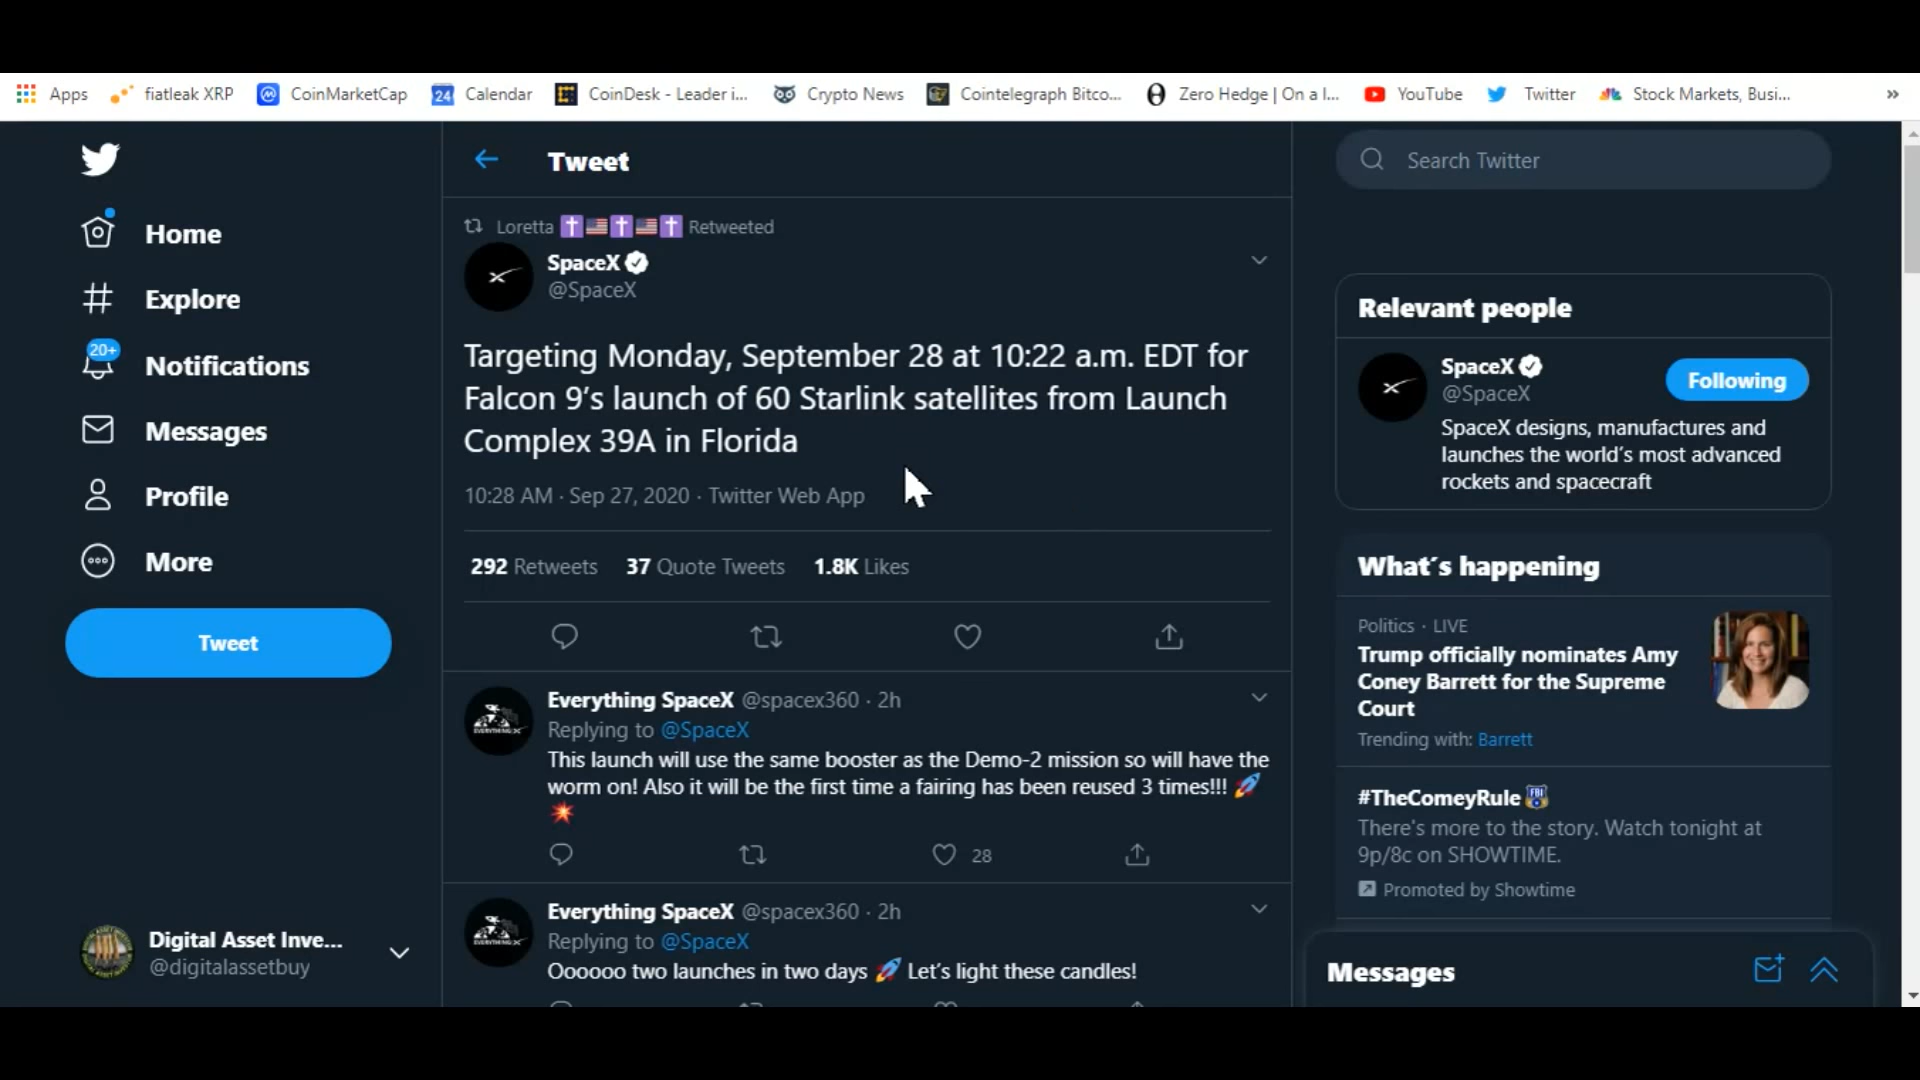 Apps fiatleak XRP CoinMarketCap 24 Calendar CoinDesk - Leader i... Crypto News Cointelegraph Bitco... Zero Hedge | On a l... YouTube Twitter Stock Markets, Busi... »
Tweet
Search Twitter
Home
Explore
20+
Notifications
Messages
Profile
More
Tweet
Digital Asset Inve...
@digitalassetbuy
Loretta ✝️🇺🇸✝️🇺🇸✝️ Retweeted
SpaceX
@SpaceX
Targeting Monday, September 28 at 10:22 a.m. EDT for
Falcon 9’s launch of 60 Starlink satellites from Launch
Complex 39A in Florida
10:28 AM · Sep 27, 2020 · Twitter Web App
292 Retweets 37 Quote Tweets 1.8K Likes
Everything SpaceX @spacex360 · 2h
Replying to @SpaceX
This launch will use the same booster as the Demo-2 mission so will have the
worm on! Also it will be the first time a fairing has been reused 3 times!!! 🚀
💥
28
Everything SpaceX @spacex360 · 2h
Replying to @SpaceX
Oooooo two launches in two days 🚀 Let’s light these candles!
Relevant people
SpaceX
@SpaceX
Following
SpaceX designs, manufactures and
launches the world’s most advanced
rockets and spacecraft
What’s happening
Politics · LIVE
Trump officially nominates Amy
Coney Barrett for the Supreme
Court
Trending with: Barrett
#TheComeyRule
There's more to the story. Watch tonight at
9p/8c on SHOWTIME.
Promoted by Showtime
Messages